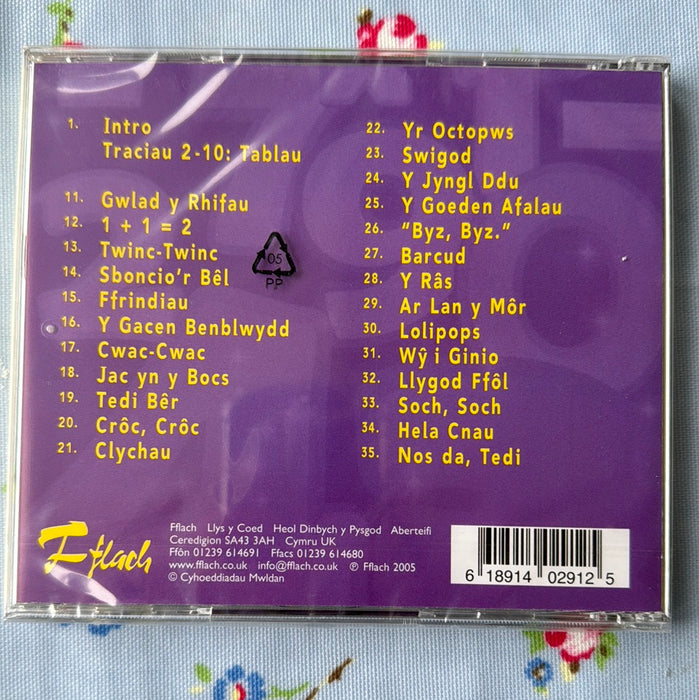 1. Intro
Traciau 2-10: Tablau
11. Gwlad y Rhifau
12. 1 + 1 = 2
13. Twinc-Twinc
14. Sboncio'r Bêl
15. Ffrindiau
16. Y Gacen Benblwydd
17. Cwac-Cwac
18. Jac yn y Bocs
19. Tedi Bêr
20. Crôc, Crôc
21. Clychau
22. Yr Octopws
23. Swigod
24. Y Jyngl Ddu
25. Y Goeden Afalau
26. "Byz, Byz."
27. Barcud
28. Y Râs
29. Ar Lan y Môr
30. Lolipops
31. Wŷ i Ginio
32. Llygod Ffôl
33. Soch, Soch
34. Hela Cnau
35. Nos da, Tedi
05
PP
Fflach
Fflach Llys y Coed Heol Dinbych y Pysgod Aberteifi
Ceredigion SA43 3AH Cymru UK
Ffôn 01239 614691 Ffacs 01239 614680
www.fflach.co.uk info@fflach.co.uk ℗ Fflach 2005
© Cyhoeddiadau Mwldan
6 18914 02912 5